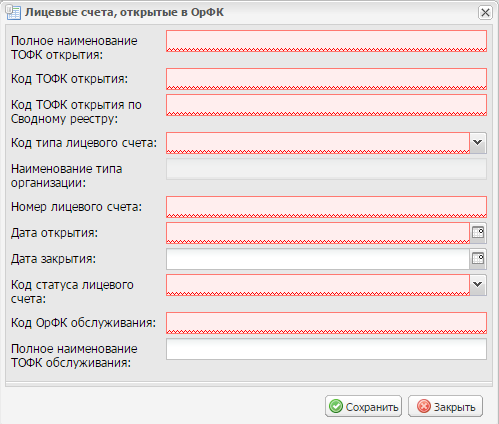 Лицевые счета, открытые в ОрФК
Полное наименование
ТОФК открытия:
Код ТОФК открытия:
Код ТОФК открытия по
Сводному реестру:
Код типа лицевого счета:
Наименование типа
организации:
Номер лицевого счета:
Дата открытия:
Дата закрытия:
Код статуса лицевого
счета:
Код ОрФК обслуживания:
Полное наименование
ТОФК обслуживания:
Сохранить
Закрыть